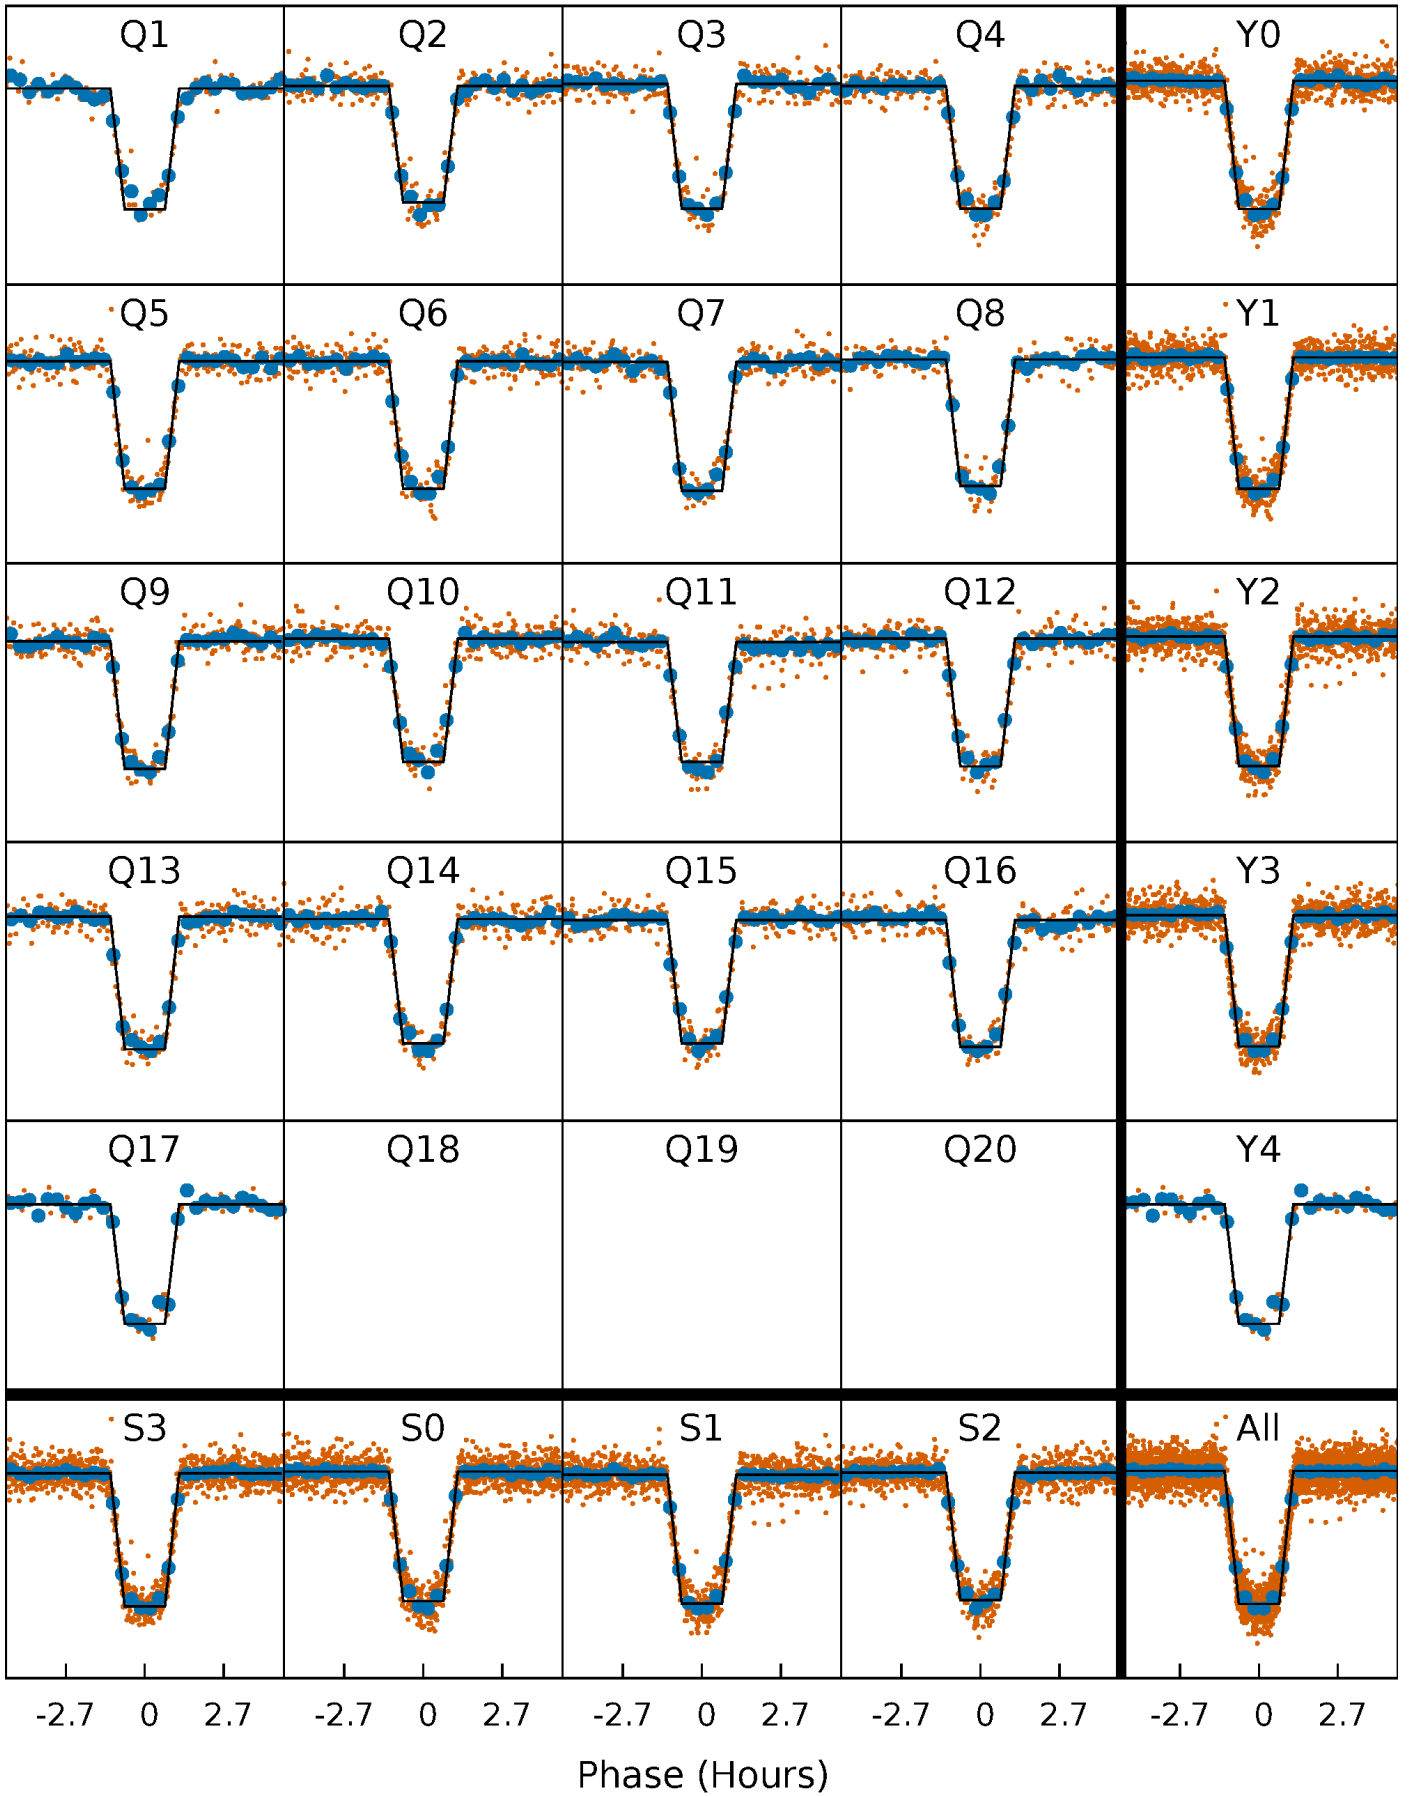 Q1 Q2 Q3 Q4 Y0
Q5 Q6 Q7 Q8 Y1
Q9 Q10 Q11 Q12 Y2
Q13 Q14 Q15 Q16 Y3
Q17 Q18 Q19 Q20 Y4
S3 S0 S1 S2 All
-2.7 0 2.7 -2.7 0 2.7 -2.7 0 2.7 -2.7 0 2.7 -2.7 0 2.7
Phase (Hours)